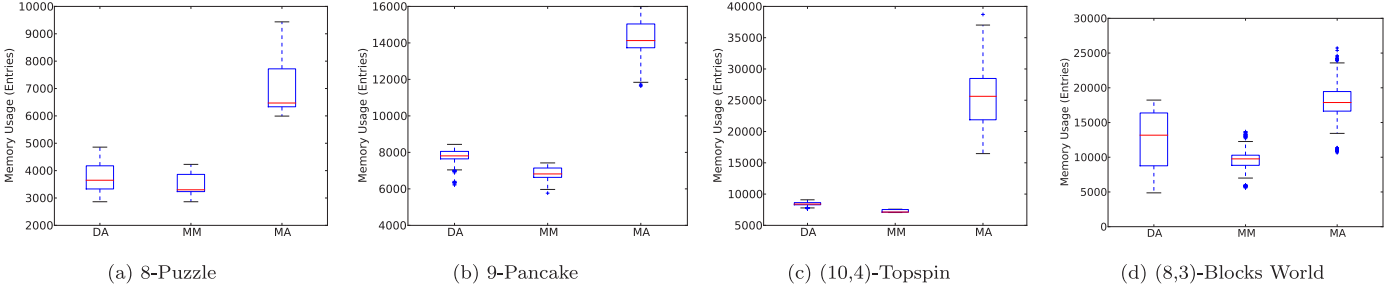 Memory Usage (Entries)
10000
9000
8000
7000
6000
5000
4000
3000
2000
DA MM MA
(a) 8-Puzzle
Memory Usage (Entries)
16000
14000
12000
10000
8000
6000
4000
DA MM MA
(b) 9-Pancake
Memory Usage (Entries)
40000
35000
30000
25000
20000
15000
10000
5000
DA MM MA
(c) (10,4)-Topspin
Memory Usage (Entries)
30000
25000
20000
15000
10000
5000
0
DA MM MA
(d) (8,3)-Blocks World